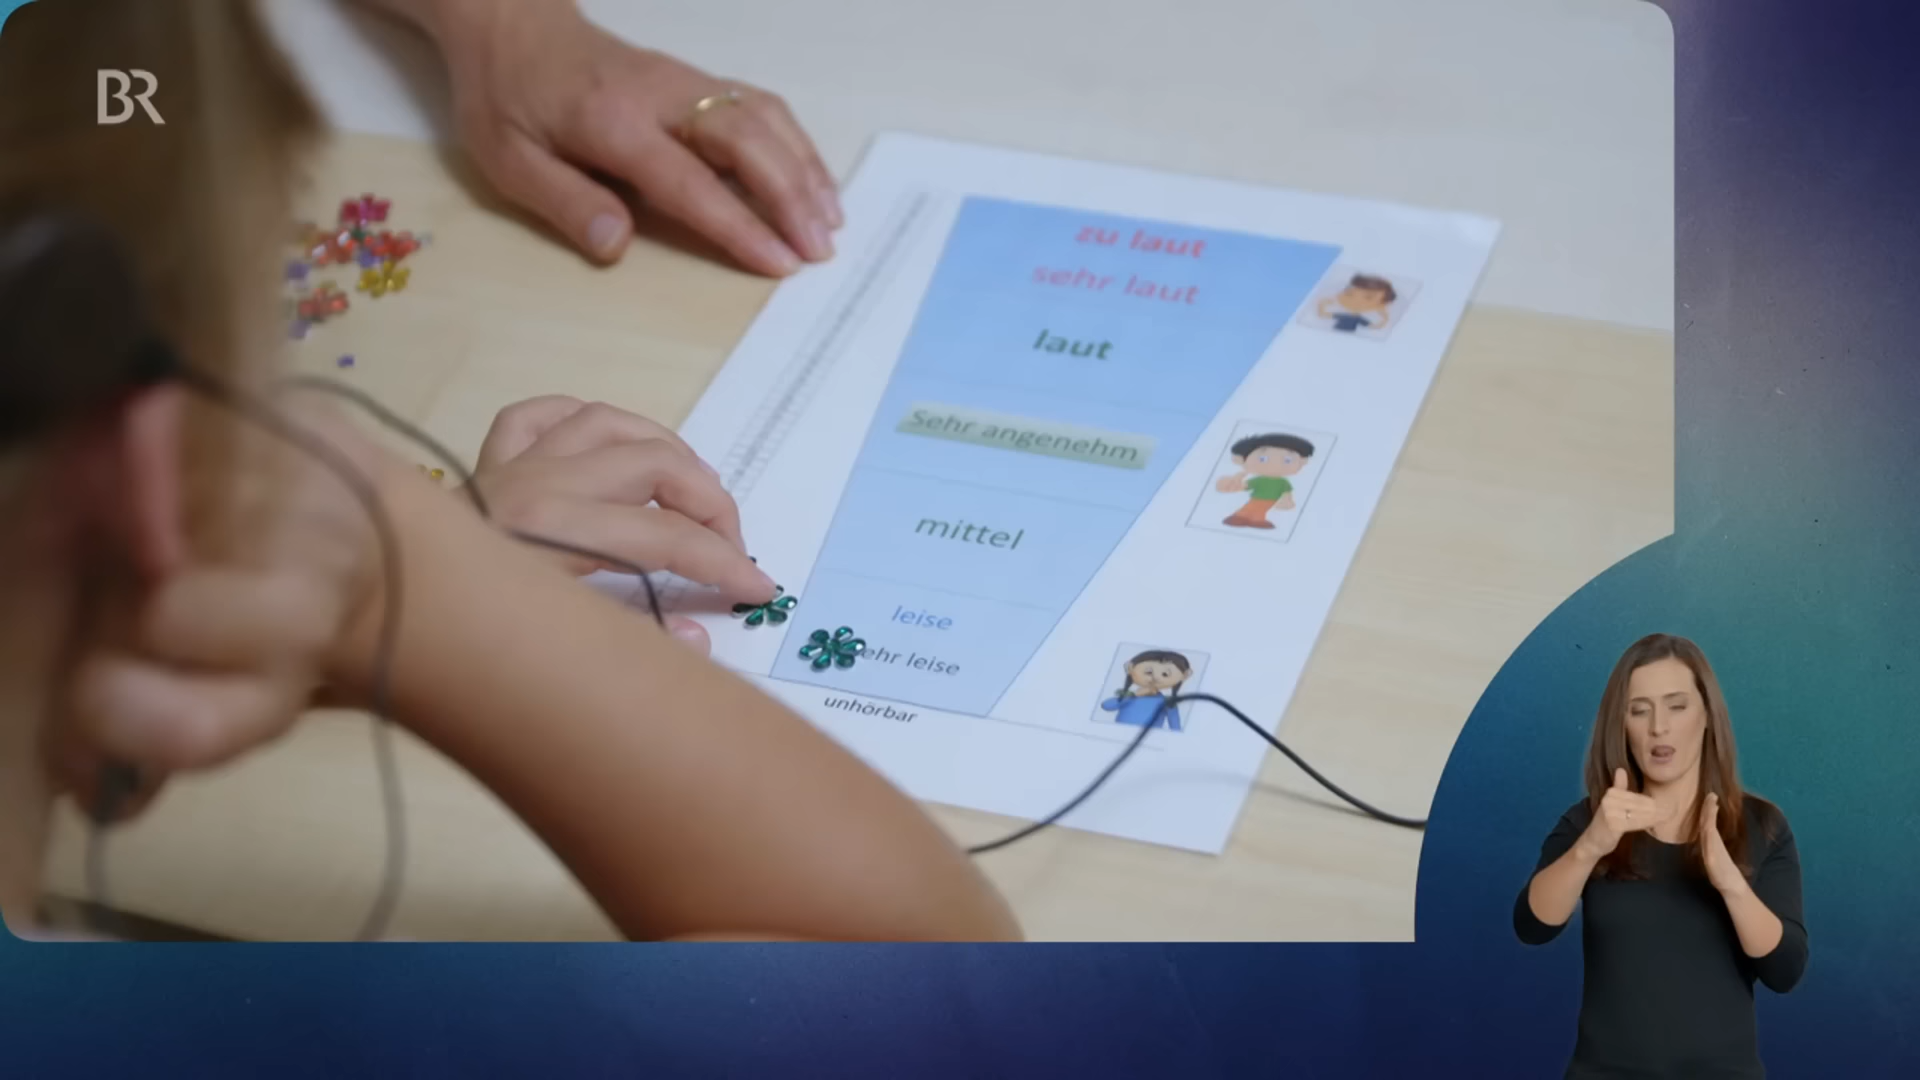 BR
zu laut
sehr laut
laut
Sehr angenehm
mittel
leise
ehr leise
unhörbar